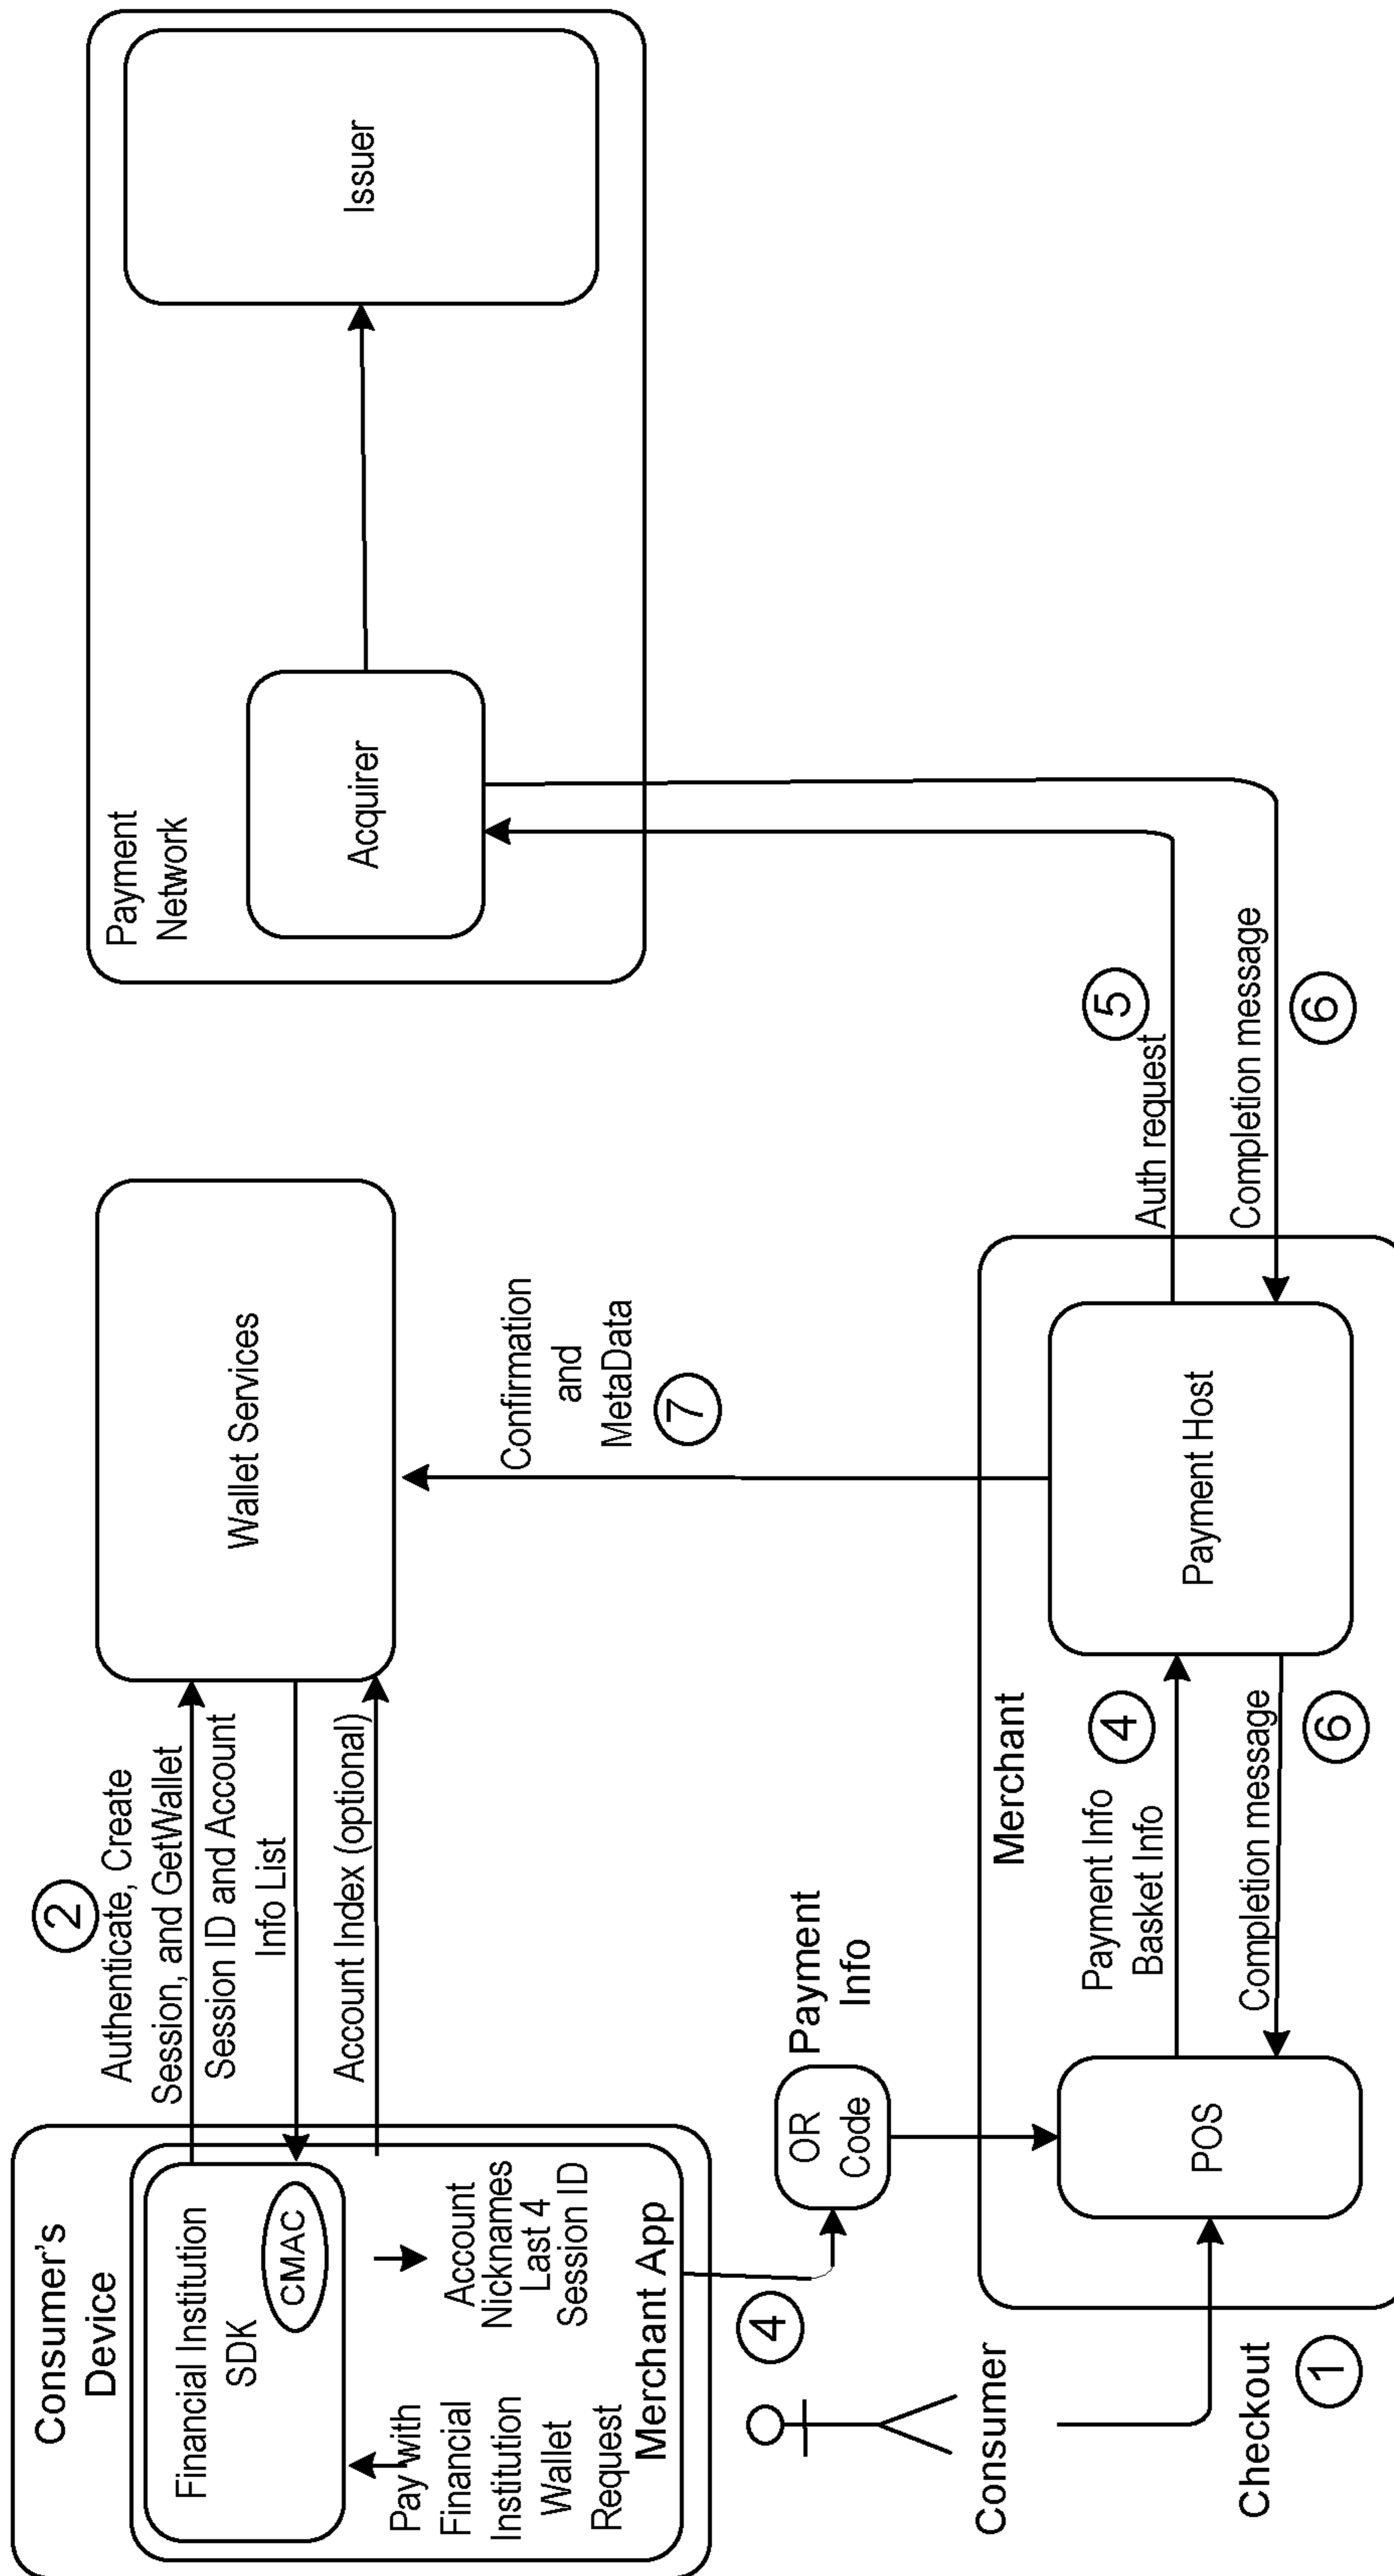 Consumer's
Device
Financial Institution
SDK
CMAC
Pay with
Financial
Institution
Wallet
Request
Account
Nicknames
Last 4
Session ID
Merchant App
2
Authenticate, Create
Session, and GetWallet
Session ID and Account
Info List
Account Index (optional)
Wallet Services
Payment
Network
Acquirer
Issuer
4
OR
Code
Payment
Info
Confirmation
and
MetaData
7
Consumer
Checkout
1
Merchant
POS
Payment Info
Basket Info
4
Completion message
6
Payment Host
5
Auth request
Completion message
6